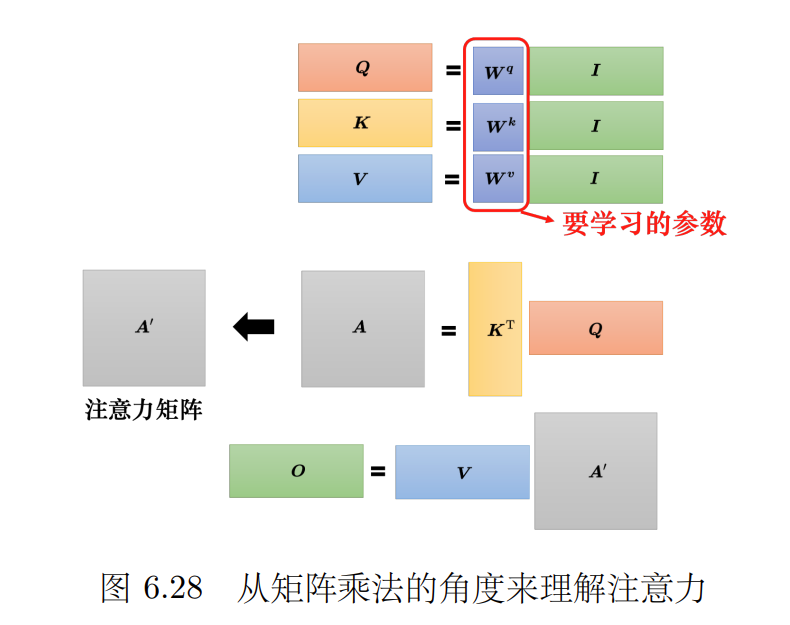 Q = W^q I
K = W^k I
V = W^v I
要学习的参数
A′ ← A = K^T Q
注意力矩阵
O = V A′
图 6.28 从矩阵乘法的角度来理解注意力